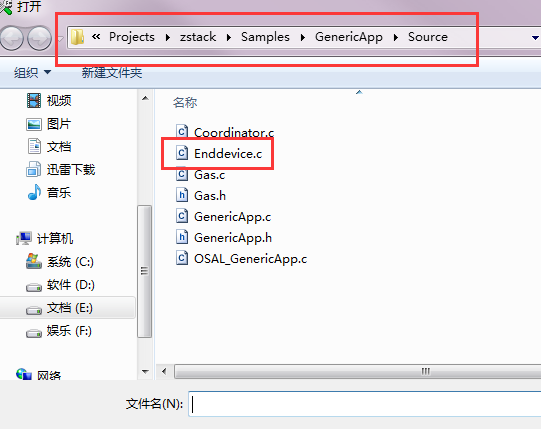 打开
« Projects ▸ zstack ▸ Samples ▸ GenericApp ▸ Source
组织 新建文件夹
视频
图片
文档
迅雷下载
音乐
计算机
系统 (C:)
软件 (D:)
文档 (E:)
娱乐 (F:)
网络
名称
Coordinator.c
Enddevice.c
Gas.c
Gas.h
GenericApp.c
GenericApp.h
OSAL_GenericApp.c
文件名(N):